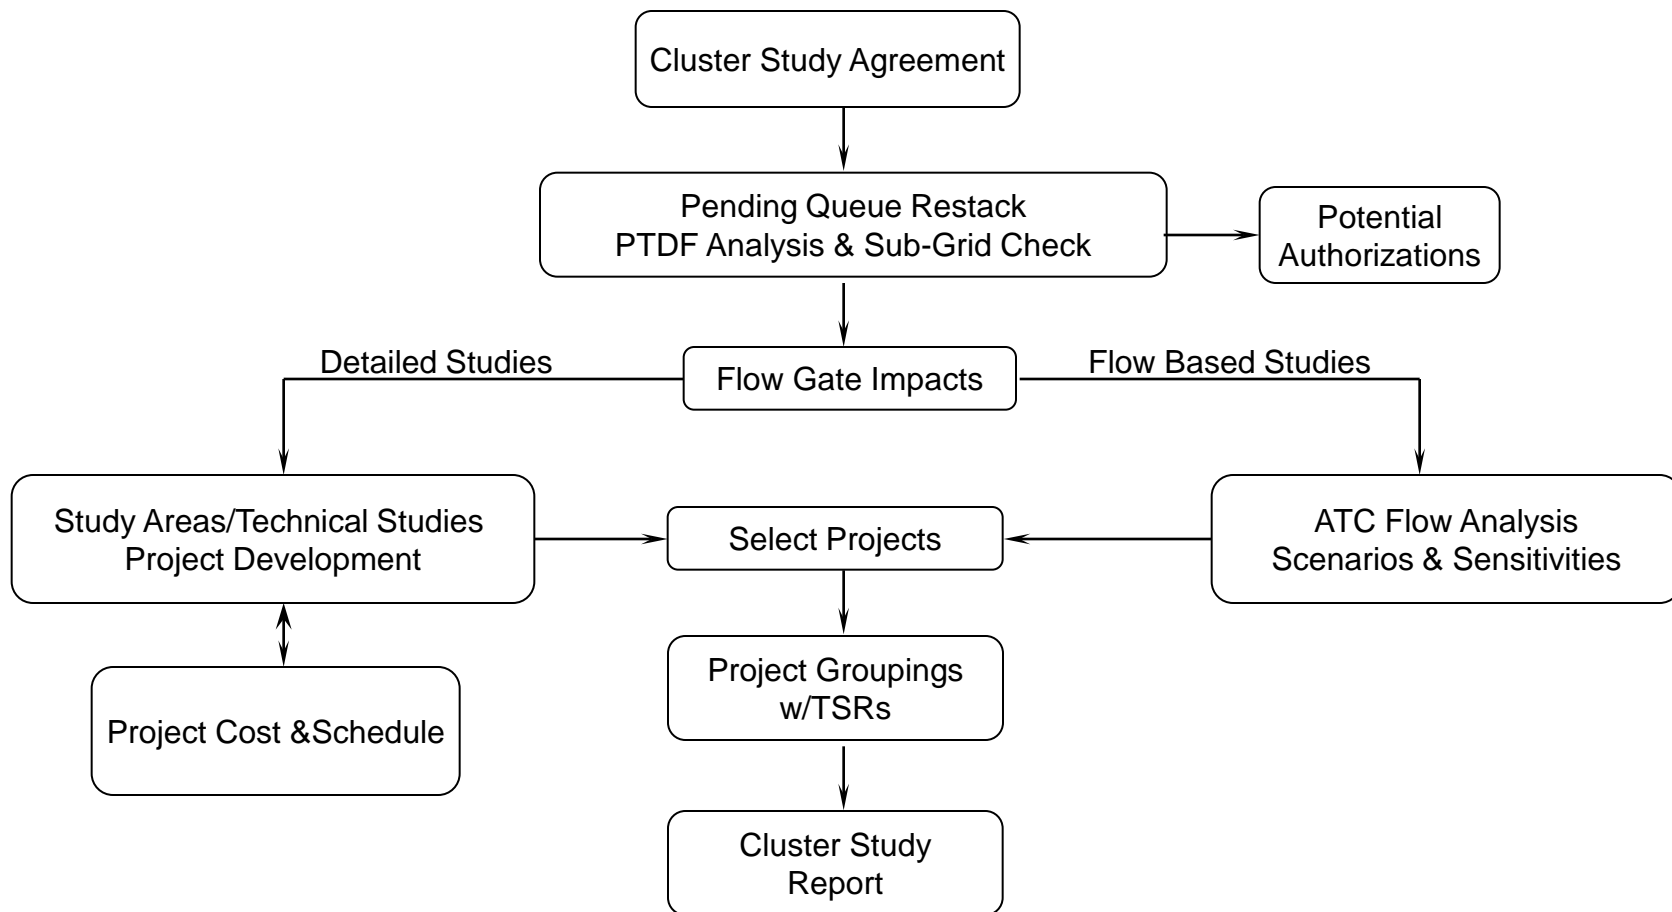 Cluster Study Agreement
Pending Queue Restack
PTDF Analysis & Sub-Grid Check
Potential
Authorizations
Detailed Studies
Flow Gate Impacts
Flow Based Studies
Study Areas/Technical Studies
Project Development
Select Projects
ATC Flow Analysis
Scenarios & Sensitivities
Project Cost &Schedule
Project Groupings
w/TSRs
Cluster Study
Report